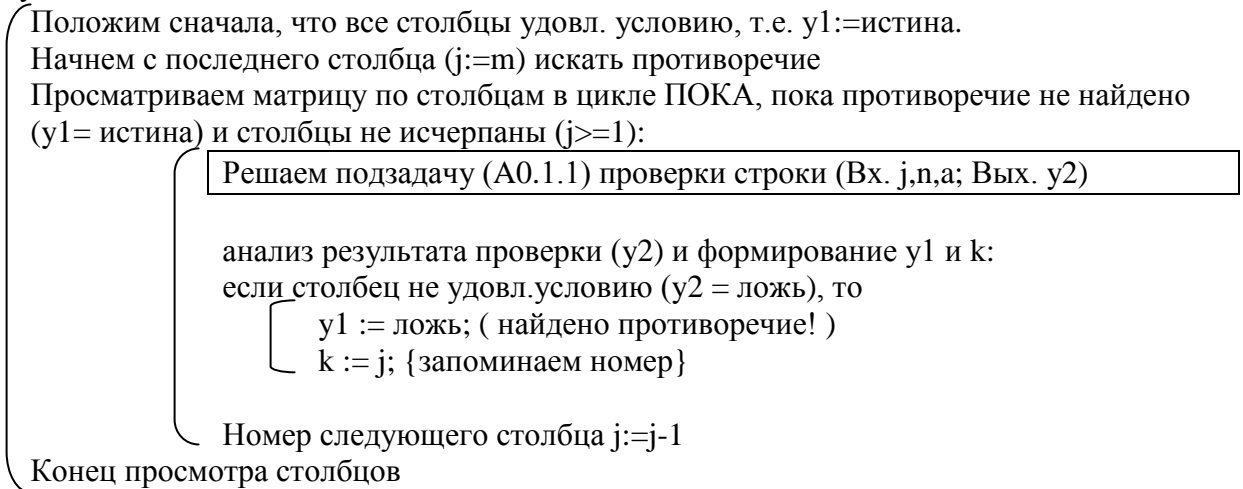 Положим сначала, что все столбцы удовл. условию, т.е. y1:=истина.
Начнем с последнего столбца (j:=m) искать противоречие
Просматриваем матрицу по столбцам в цикле ПОКА, пока противоречие не найдено
(y1= истина) и столбцы не исчерпаны (j>=1):
Решаем подзадачу (A0.1.1) проверки строки (Вх. j,n,a; Вых. y2)
анализ результата проверки (y2) и формирование y1 и k:
если столбец не удовл.условию (y2 = ложь), то
y1 := ложь; ( найдено противоречие! )
k := j; {запоминаем номер}
Номер следующего столбца j:=j-1
Конец просмотра столбцов